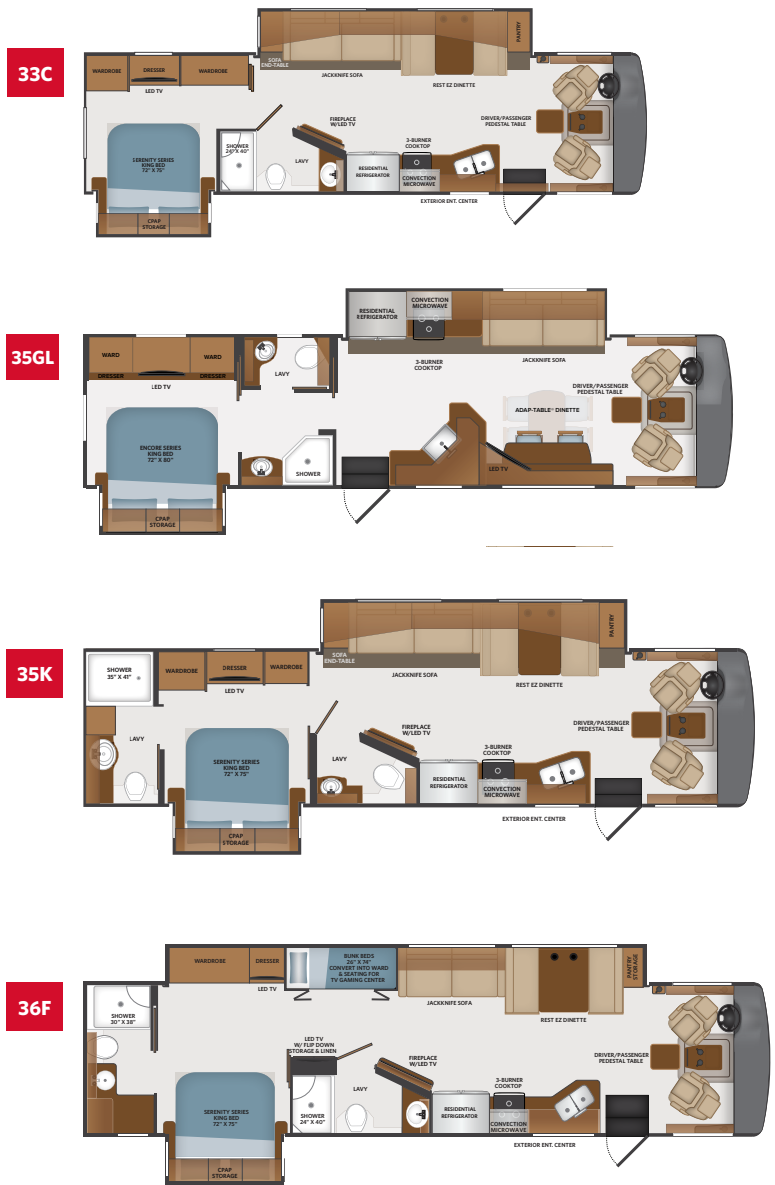 33C
WARDROBE
DRESSER
WARDROBE
LED TV
SOFA
END-TABLE
JACKKNIFE SOFA
REST EZ DINETTE
PANTRY
SERENITY SERIES
KING BED
72" X 75"
CPAP
STORAGE
SHOWER
24" X 40"
LAVY
FIREPLACE
W/LED TV
RESIDENTIAL
REFRIGERATOR
3-BURNER
COOKTOP
CONVECTION
MICROWAVE
DRIVER/PASSENGER
PEDESTAL TABLE
EXTERIOR ENT. CENTER
35GL
WARD
WARD
DRESSER
DRESSER
LED TV
LAVY
RESIDENTIAL
REFRIGERATOR
CONVECTION
MICROWAVE
3-BURNER
COOKTOP
JACKKNIFE SOFA
DRIVER/PASSENGER
PEDESTAL TABLE
ADAP-TABLE® DINETTE
ENCORE SERIES
KING BED
72" X 80"
CPAP
STORAGE
SHOWER
LED TV
35K
SHOWER
35" X 41"
WARDROBE
DRESSER
WARDROBE
LED TV
SOFA
END-TABLE
JACKKNIFE SOFA
REST EZ DINETTE
PANTRY
LAVY
SERENITY SERIES
KING BED
72" X 75"
CPAP
STORAGE
LAVY
FIREPLACE
W/LED TV
RESIDENTIAL
REFRIGERATOR
3-BURNER
COOKTOP
CONVECTION
MICROWAVE
DRIVER/PASSENGER
PEDESTAL TABLE
EXTERIOR ENT. CENTER
36F
WARDROBE
DRESSER
LED TV
BUNK BEDS
26" X 74"
CONVERT INTO WARD
& SEATING FOR
TV GAMING CENTER
JACKKNIFE SOFA
REST EZ DINETTE
PANTRY
STORAGE
SHOWER
30" X 38"
LED TV
W/ FLIP DOWN
STORAGE & LINEN
SERENITY SERIES
KING BED
72" X 75"
CPAP
STORAGE
SHOWER
24" X 40"
LAVY
FIREPLACE
W/LED TV
RESIDENTIAL
REFRIGERATOR
3-BURNER
COOKTOP
CONVECTION
MICROWAVE
DRIVER/PASSENGER
PEDESTAL TABLE
EXTERIOR ENT. CENTER